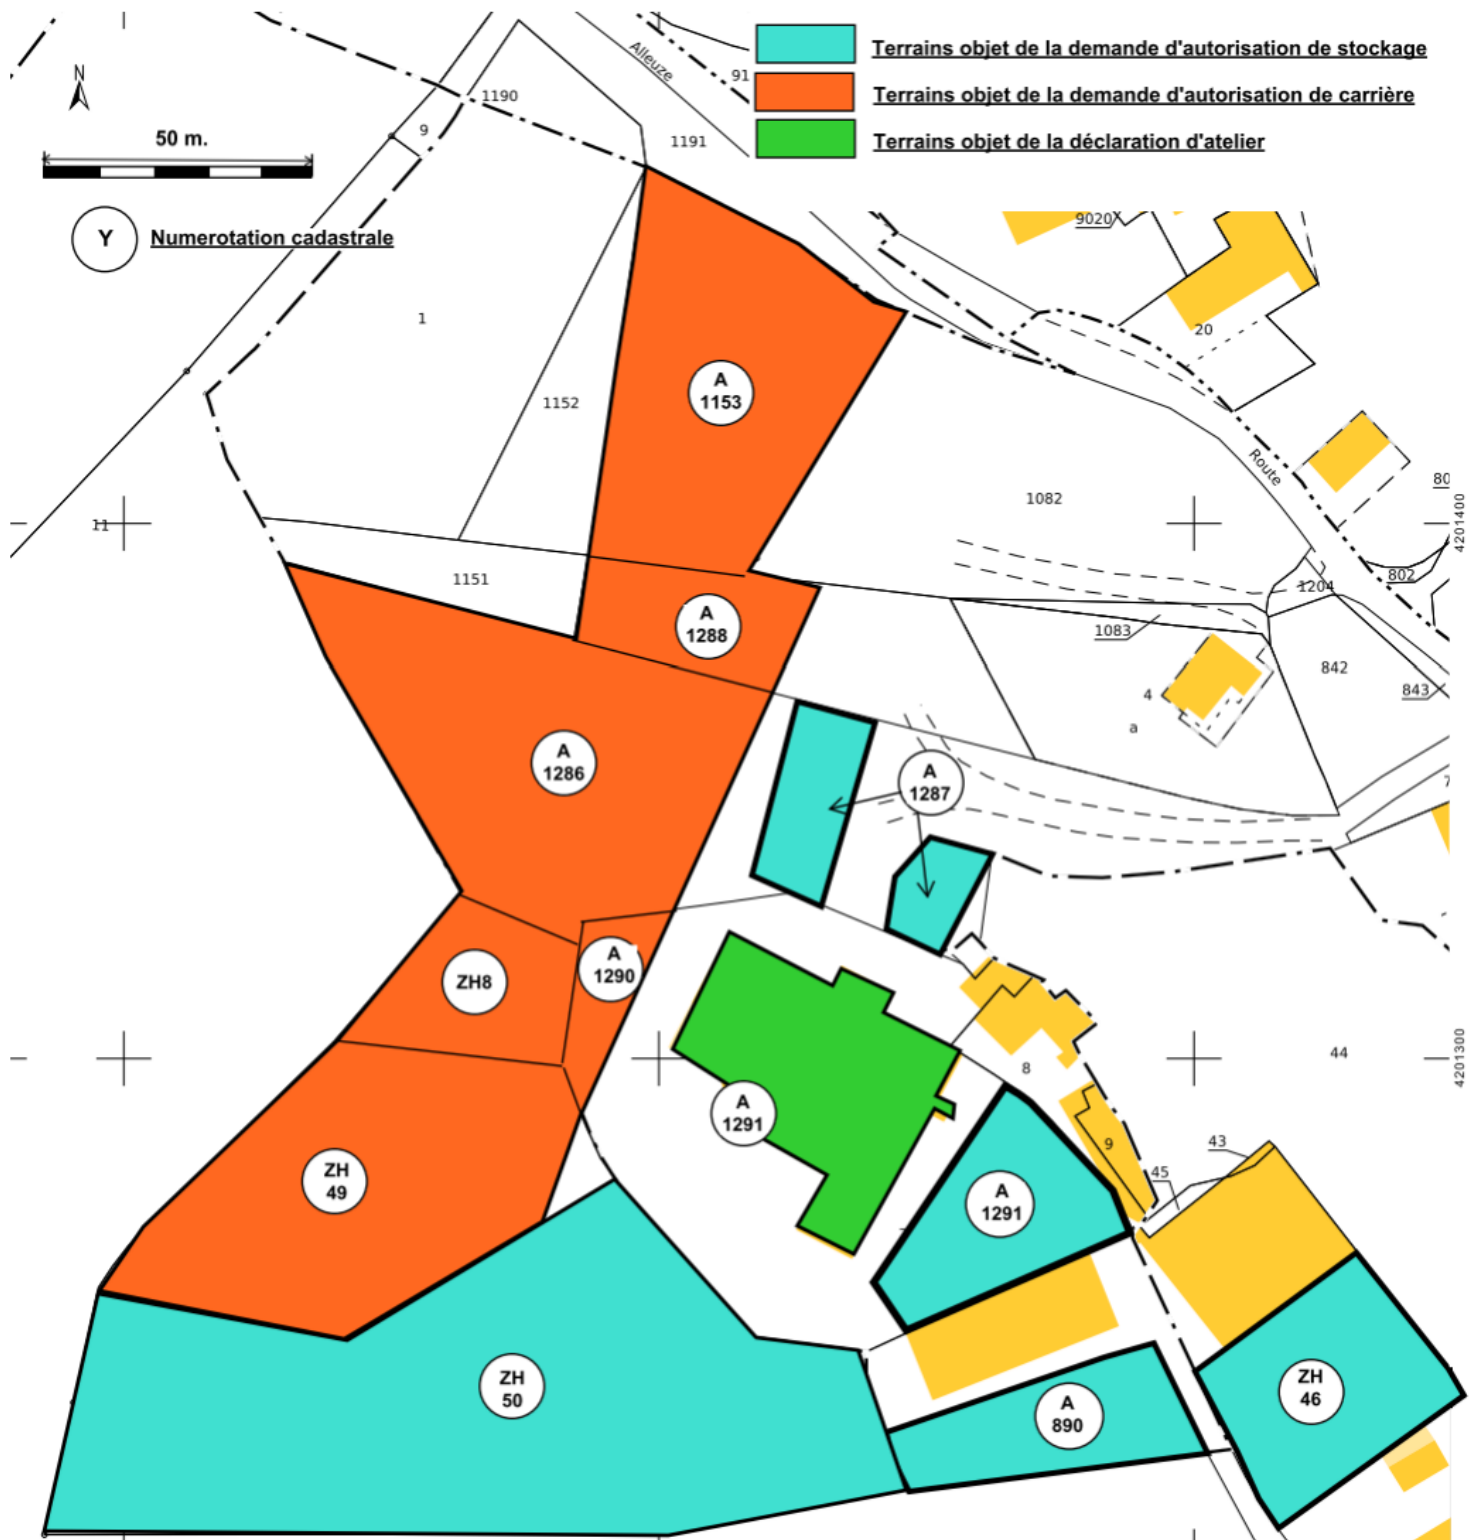 Terrains objet de la demande d'autorisation de stockage
Terrains objet de la demande d'autorisation de carrière
Terrains objet de la déclaration d'atelier
N
50 m.
Y
Numerotation cadastrale
Alleuze
91
1190
9
1191
9020
20
1
1152
A
1153
1082
Route
80
4201400
11
1151
1204
802
A
1288
1083
842
843
4
a
A
1286
A
1287
7
ZH8
A
1290
44
4201300
8
A
1291
9
43
45
ZH
49
A
1291
ZH
50
A
890
ZH
46